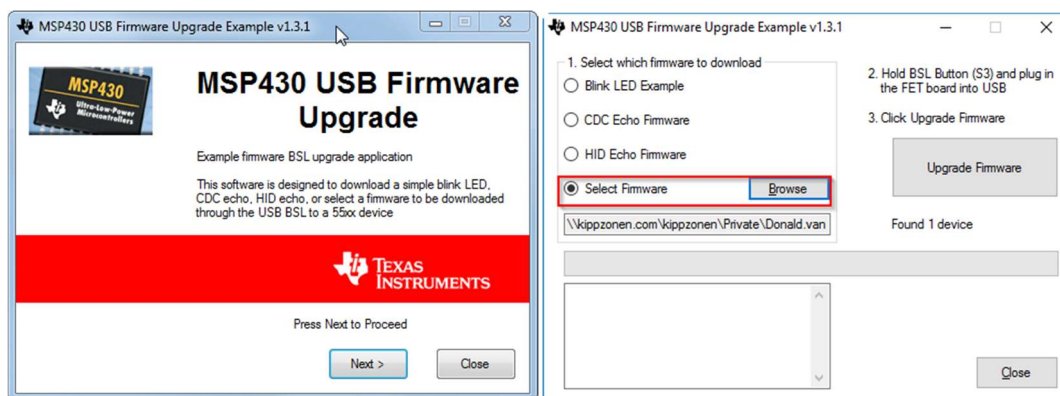 MSP430 USB Firmware Upgrade Example v1.3.1
MSP430
Ultra-Low-Power
Microcontrollers
MSP430 USB Firmware
Upgrade
Example firmware BSL upgrade application
This software is designed to download a simple blink LED,
CDC echo, HID echo, or select a firmware to be downloaded
through the USB BSL to a 55xx device
TEXAS
INSTRUMENTS
Press Next to Proceed
Next >
Close
MSP430 USB Firmware Upgrade Example v1.3.1
1. Select which firmware to download
Blink LED Example
CDC Echo Firmware
HID Echo Firmware
Select Firmware
Browse
\\kippzonen.com\kippzonen\Private\Donald.van
2. Hold BSL Button (S3) and plug in
the FET board into USB
3. Click Upgrade Firmware
Upgrade Firmware
Found 1 device
Close